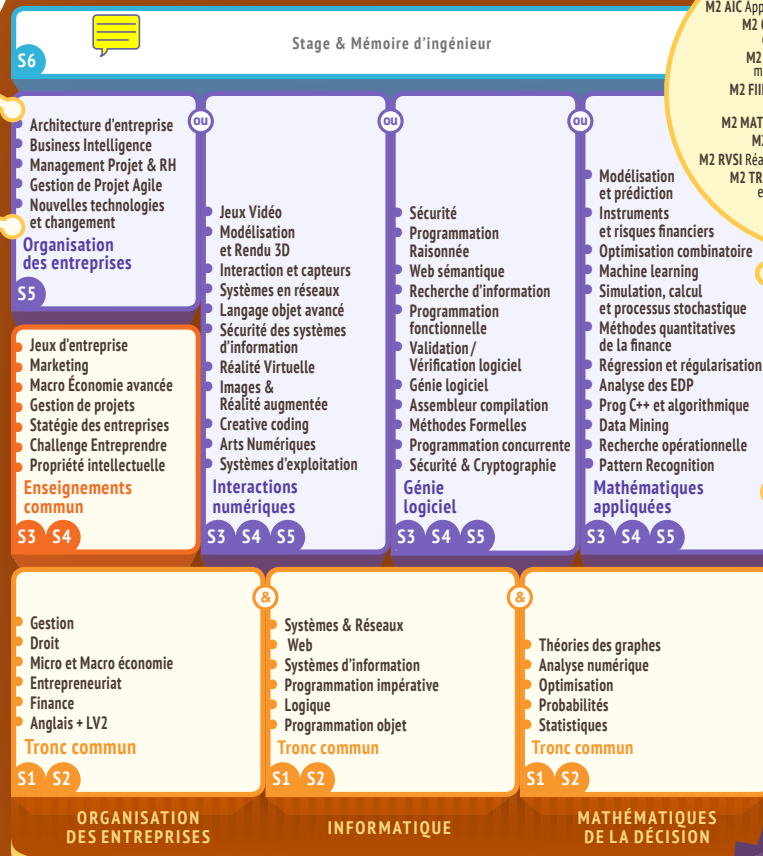 M2 AIC
M2
M2
M2
M2
M2 RVSI
S6
Stage & Mémoire d'ingénieur
Architecture d'entreprise
Business Intelligence
Management Projet & RH
Gestion de Projet Agile
Nouvelles technologies
et changement
Organisation
des entreprises
S5
Jeux d'entreprise
Marketing
Macro Économie avancée
Gestion de projets
Statégie des entreprises
Challenge Entreprendre
Propriété intellectuelle
Enseignements
commun
S3 S4
ou
Jeux Vidéo
Modélisation
et Rendu 3D
Interaction et capteurs
Systèmes en réseaux
Langage objet avancé
Sécurité des systèmes
d'information
Réalité Virtuelle
Images &
Réalité augmentée
Creative coding
Arts Numériques
Systèmes d'exploitation
Interactions
numériques
S3 S4 S5
ou
Sécurité
Programmation
Raisonnée
Web sémantique
Recherche d'information
Programmation
fonctionnelle
Validation /
Vérification logiciel
Génie logiciel
Assembleur compilation
Méthodes Formelles
Programmation concurrente
Sécurité & Cryptographie
Génie
logiciel
S3 S4 S5
ou
Modélisation
et prédiction
Instruments
et risques financiers
Optimisation combinatoire
Machine learning
Simulation, calcul
et processus stochastique
Méthodes quantitatives
de la finance
Régression et régularisation
Analyse des EDP
Prog C++ et algorithmique
Data Mining
Recherche opérationnelle
Pattern Recognition
Mathématiques
appliquées
S3 S4 S5
Gestion
Droit
Micro et Macro économie
Entrepreneuriat
Finance
Anglais + LV2
Tronc commun
S1 S2
&
Systèmes & Réseaux
Web
Systèmes d'information
Programmation impérative
Logique
Programmation objet
Tronc commun
S1 S2
&
Théories des graphes
Analyse numérique
Optimisation
Probabilités
Statistiques
Tronc commun
S1 S2
ORGANISATION
DES ENTREPRISES
INFORMATIQUE
MATHÉMATIQUES
DE LA DÉCISION